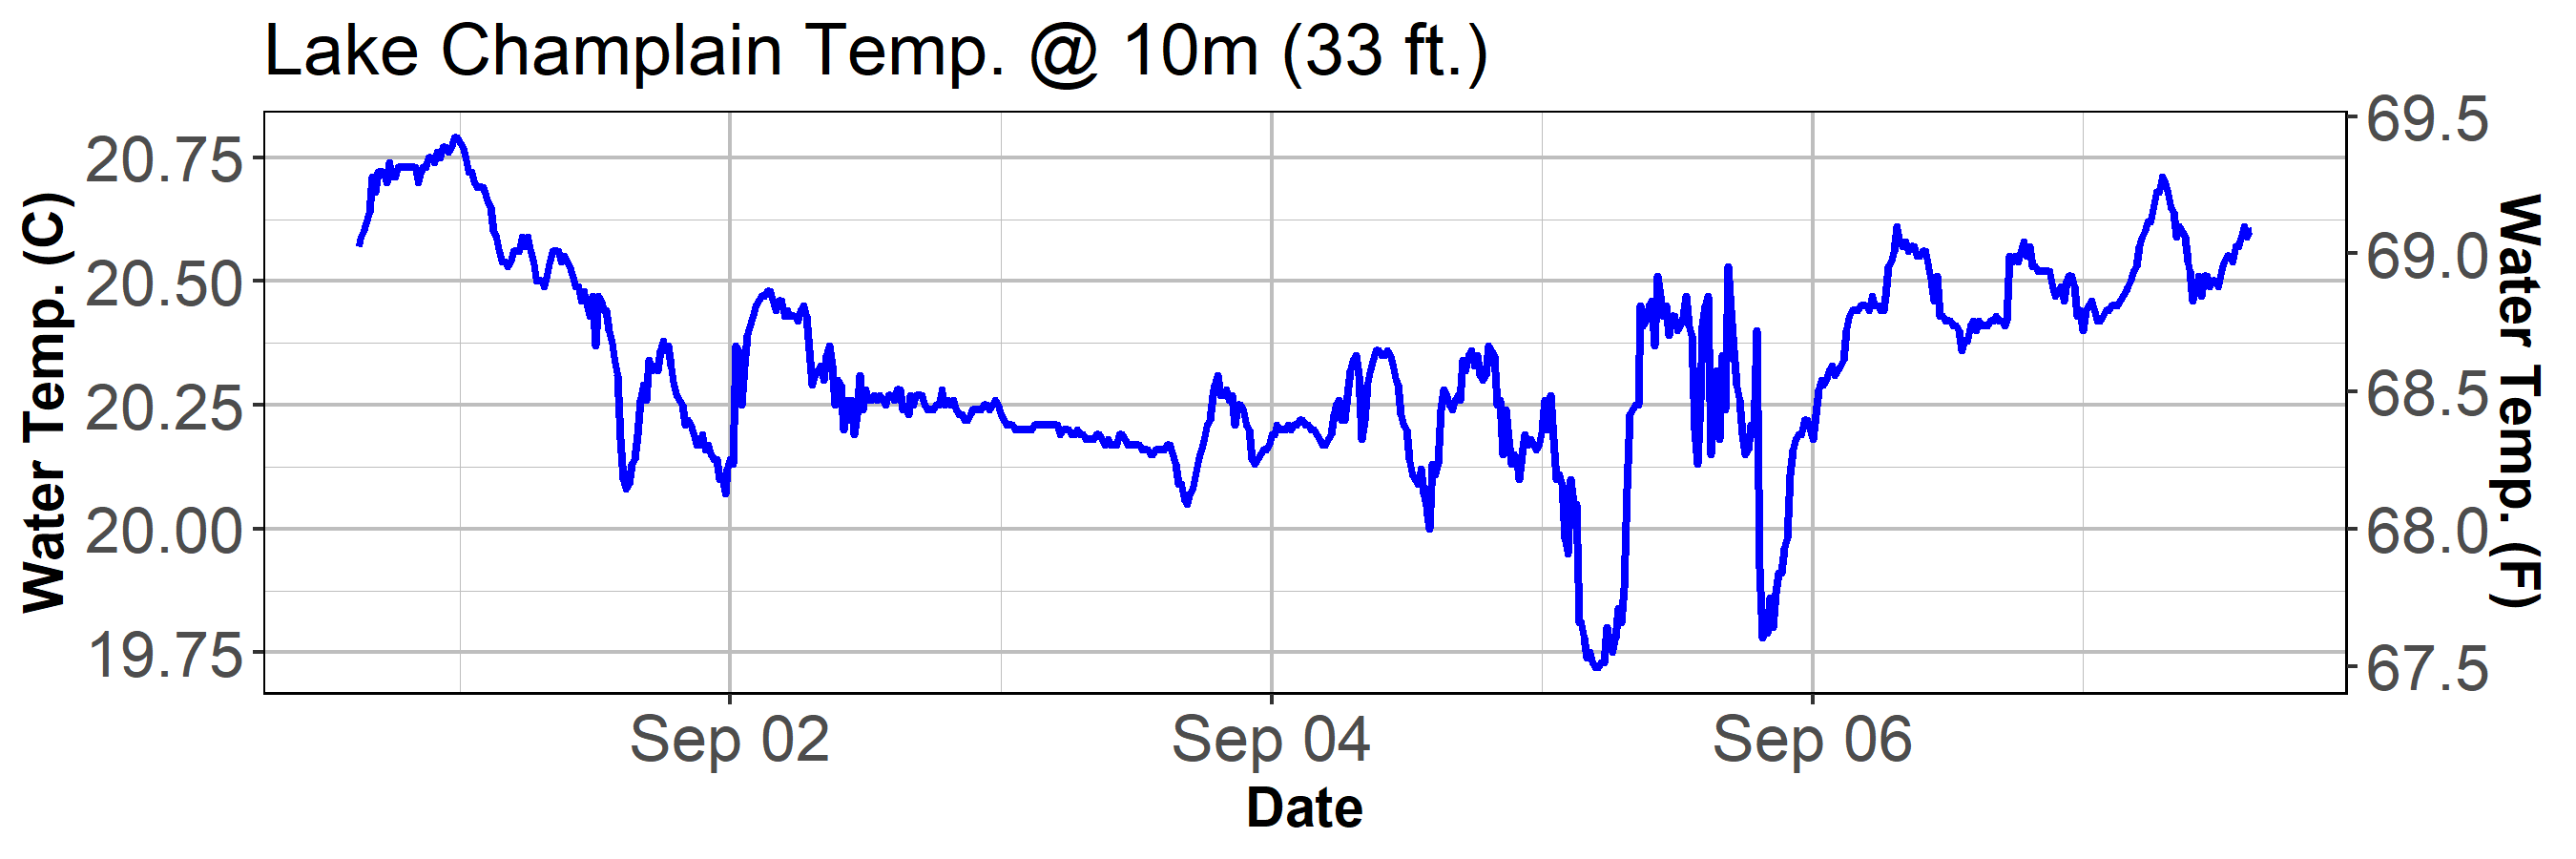 Lake Champlain Temp. @ 10m (33 ft.)
Water Temp. (C)
20.75
20.50
20.25
20.00
19.75
69.5
69.0
68.5
68.0
67.5
Water Temp. (F)
Sep 02
Sep 04
Sep 06
Date